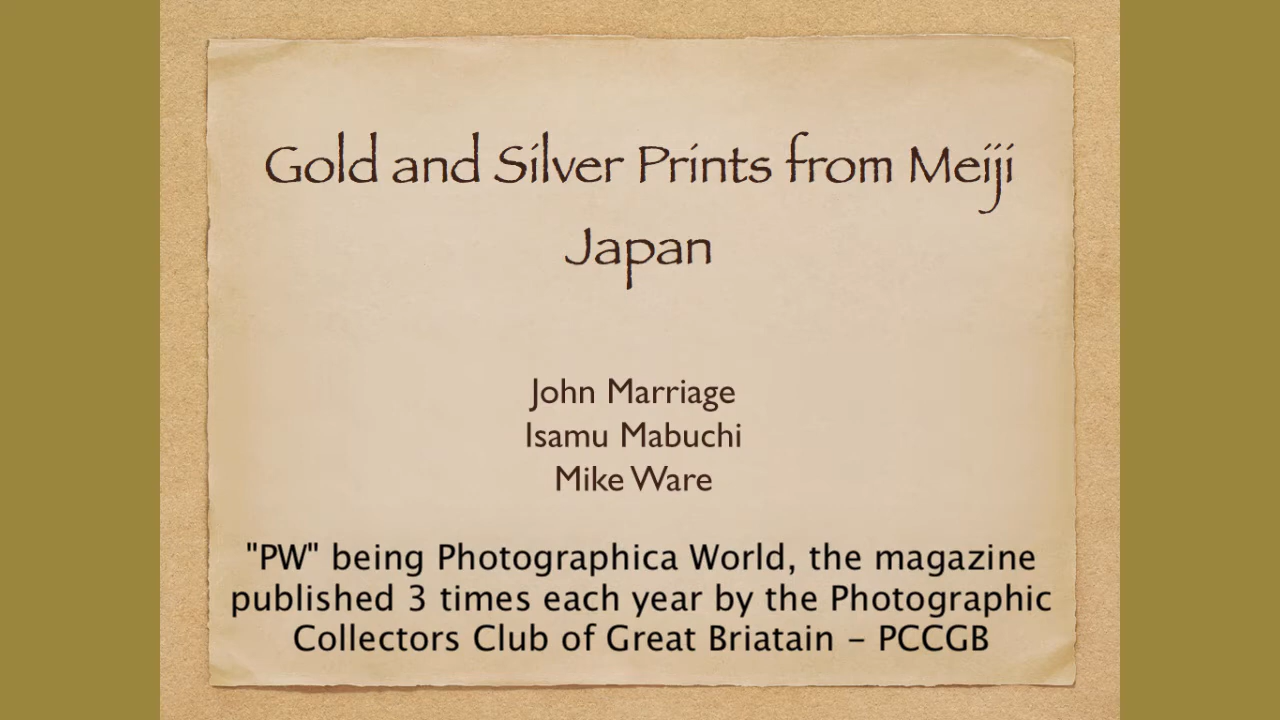 Gold and Silver Prints from Meiji
Japan
John Marriage
Isamu Mabuchi
Mike Ware
"PW" being Photographica World, the magazine
published 3 times each year by the Photographic
Collectors Club of Great Briatain – PCCGB